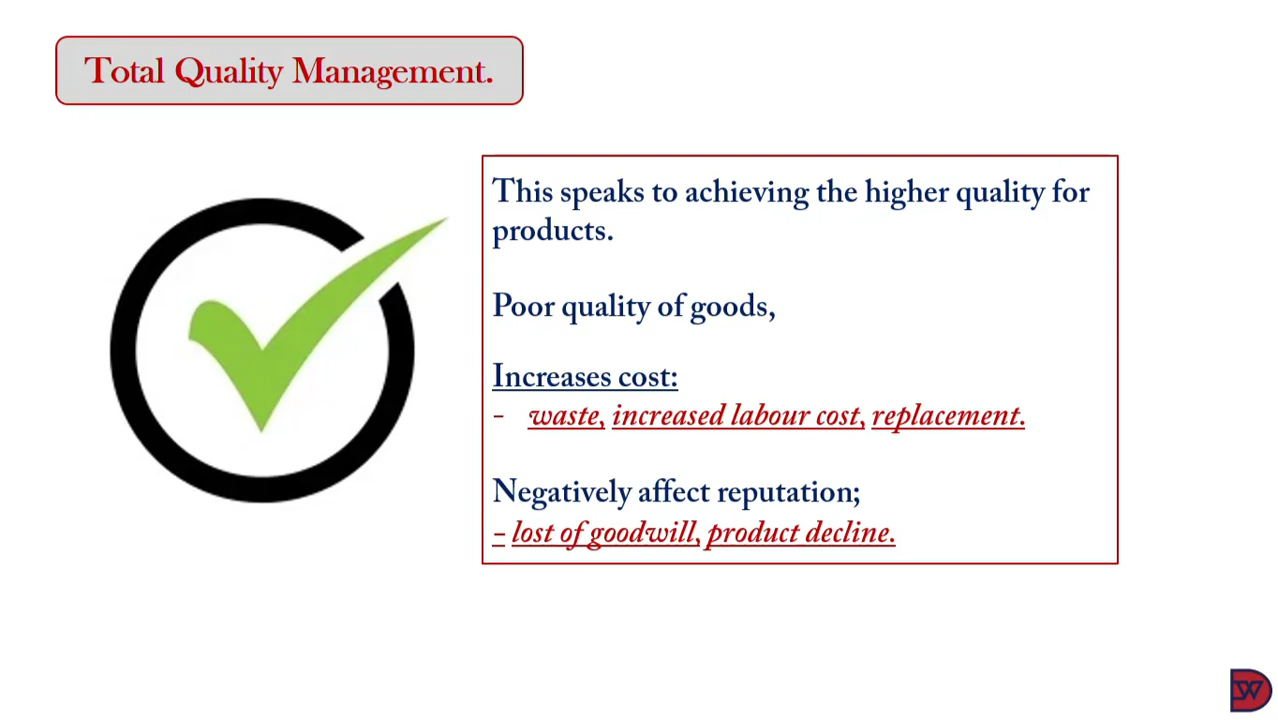 Total Quality Management.
This speaks to achieving the higher quality for
products.
Poor quality of goods,
Increases cost:
- waste, increased labour cost, replacement.
Negatively affect reputation;
– lost of goodwill, product decline.
DW